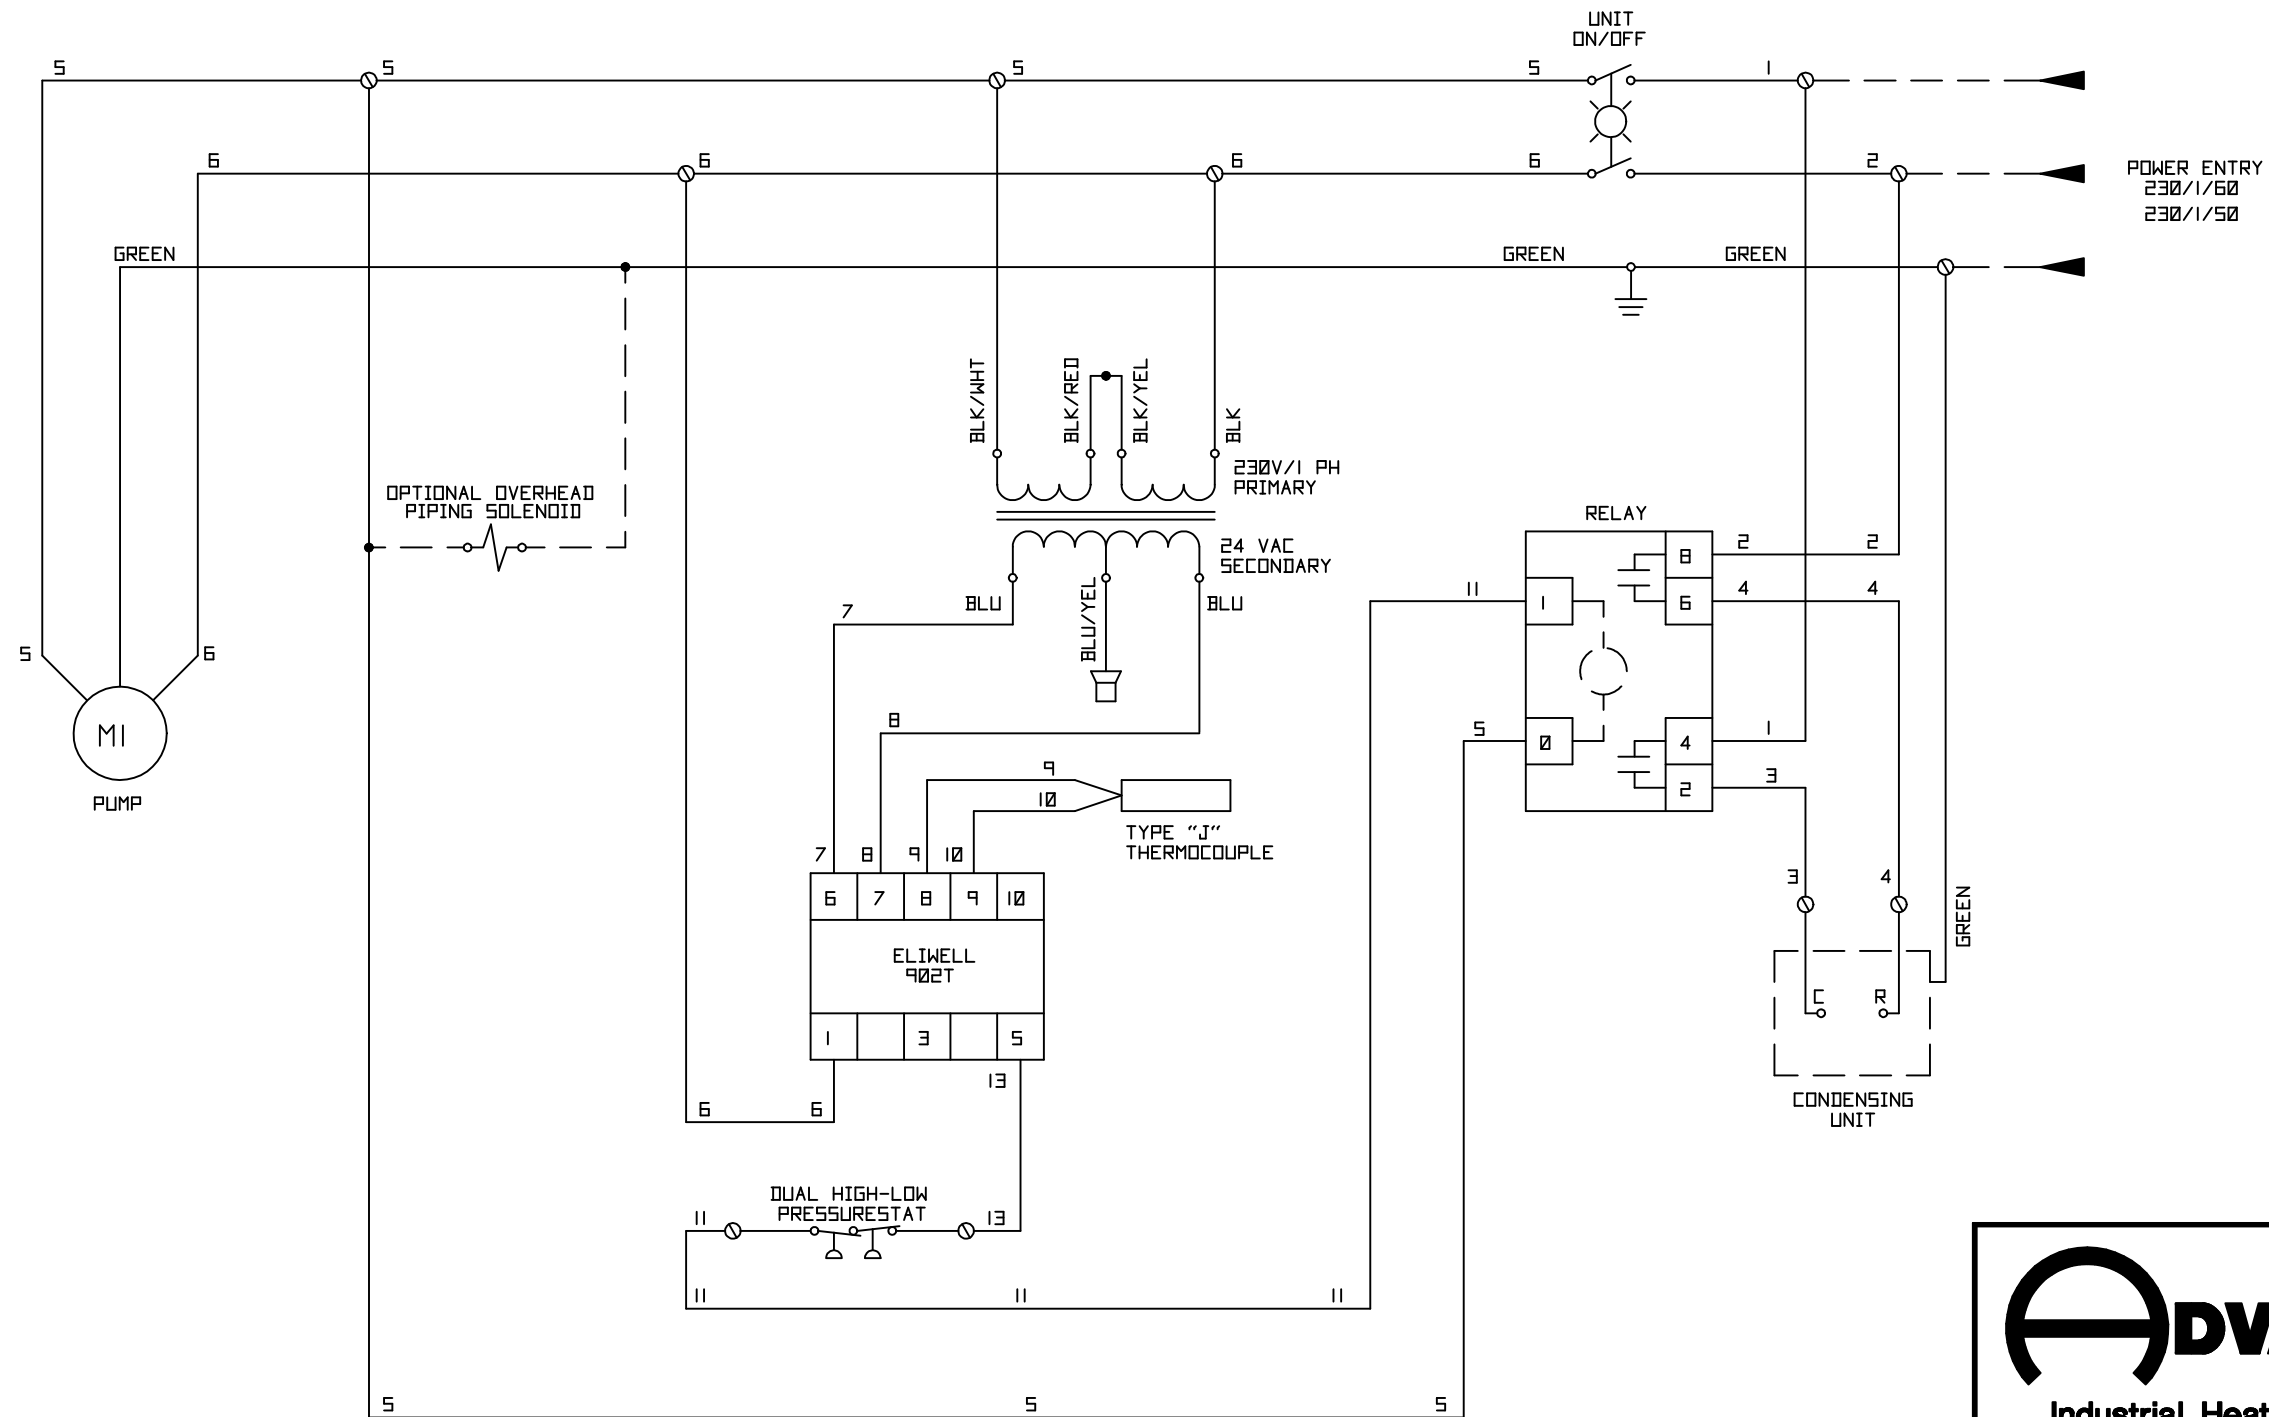 UNIT
ON/OFF
5
5
5
5
1
6
6
6
6
2
POWER ENTRY
230/1/60
230/1/50
GREEN
GREEN
GREEN
BLK/WHT
BLK/RED
BLK/YEL
BLK
230V/1 PH
PRIMARY
OPTIONAL OVERHEAD
PIPING SOLENOID
RELAY
24 VAC
SECONDARY
8
2
2
11
1
6
4
4
7
BLU
BLU/YEL
BLU
5
6
M1
PUMP
8
5
0
4
1
2
3
9
10
TYPE "J"
THERMOCOUPLE
7
8
9
10
6
7
8
9
10
ELIWELL
902T
1
3
5
3
4
GREEN
C
R
CONDENSING
UNIT
13
6
6
DUAL HIGH-LOW
PRESSURESTAT
11
13
11
11
11
5
5
5
DV
Industrial Heat